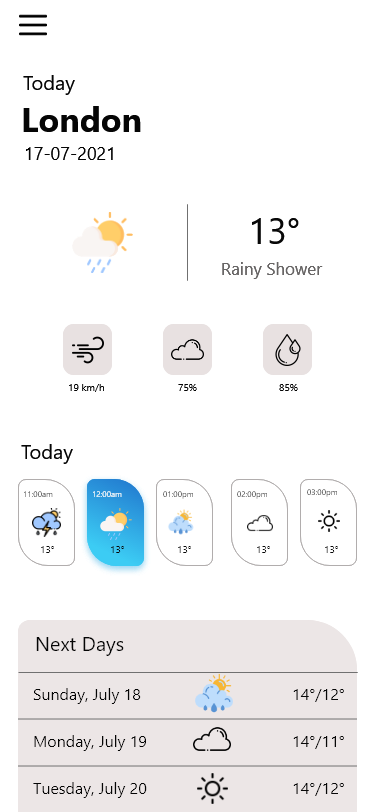 Today
London
17-07-2021
13°
Rainy Shower
19 km/h 75% 85%
Today
11:00am 12:00am 01:00pm 02:00pm 03:00pm
13° 13° 13° 13° 13°
Next Days
Sunday, July 18 14°/12°
Monday, July 19 14°/11°
Tuesday, July 20 14°/12°